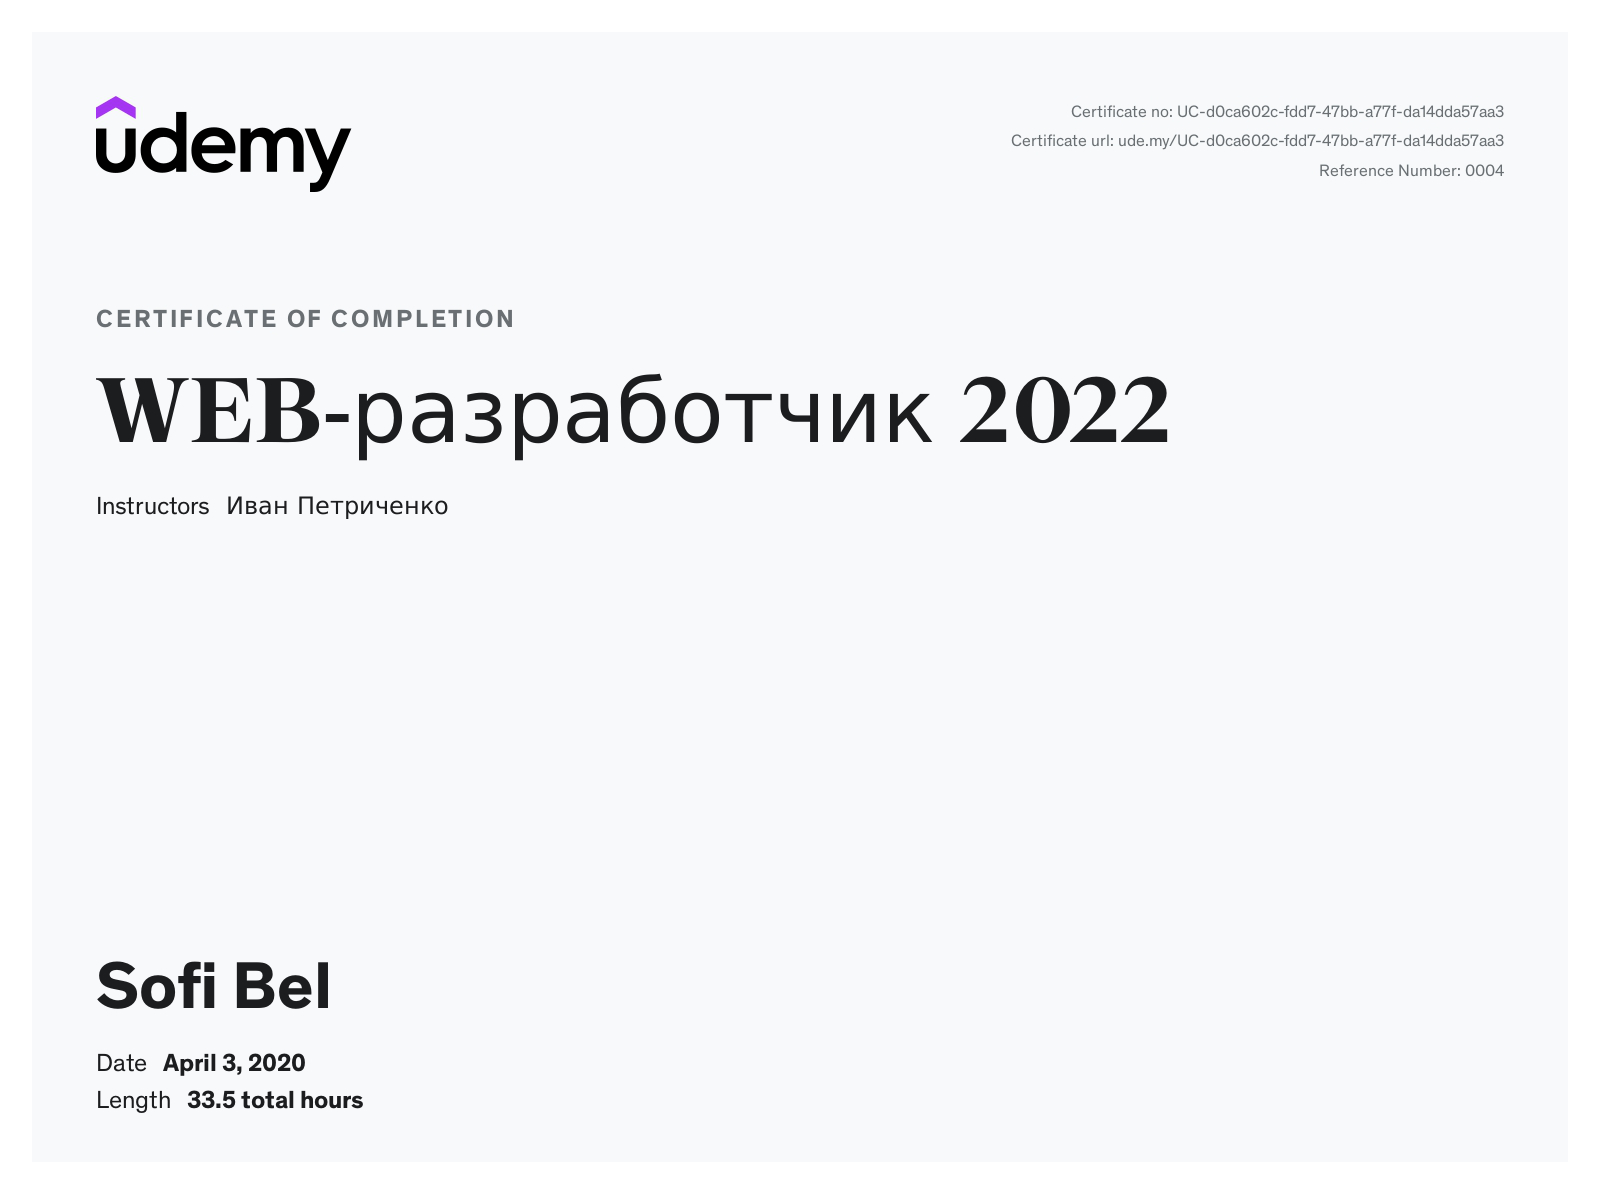 udemy
Certificate no: UC-d0ca602c-fdd7-47bb-a77f-da14dda57aa3
Certificate url: ude.my/UC-d0ca602c-fdd7-47bb-a77f-da14dda57aa3
Reference Number: 0004
CERTIFICATE OF COMPLETION
WEB-разработчик 2022
Instructors Иван Петриченко
Sofi Bel
Date April 3, 2020
Length 33.5 total hours